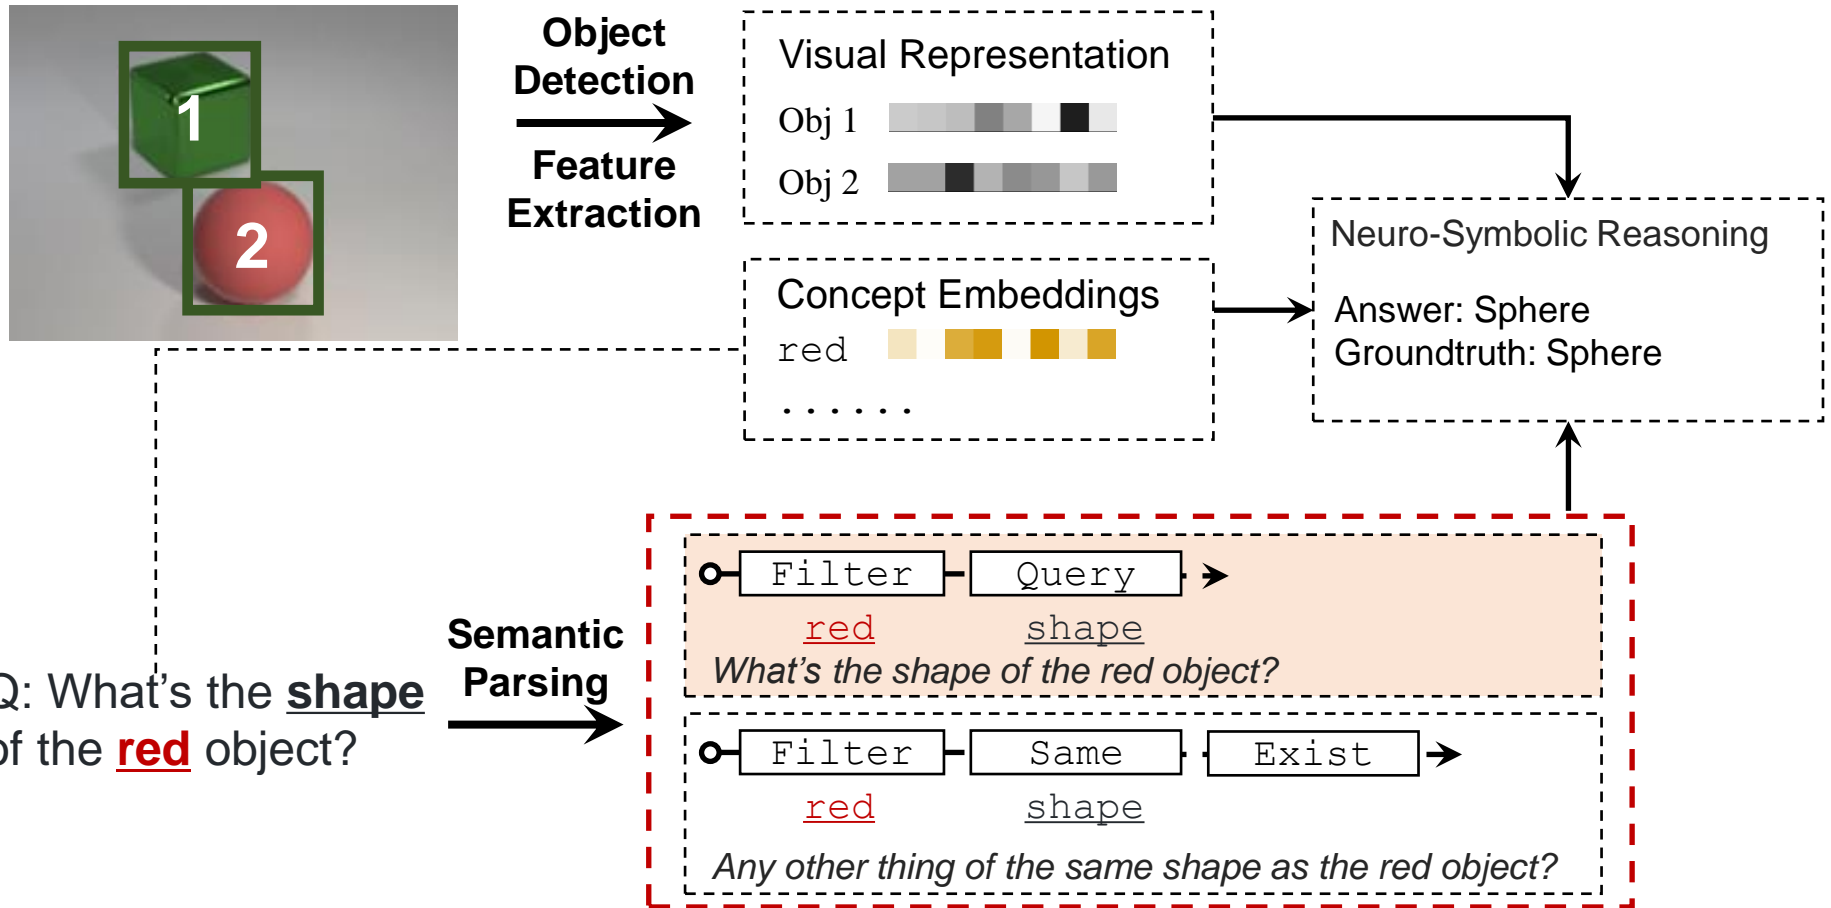 1
2
Object
Detection
Feature
Extraction
Visual Representation
Obj 1
Obj 2
Concept Embeddings
red
......
Neuro-Symbolic Reasoning
Answer: Sphere
Groundtruth: Sphere
Q: What's the shape
of the red object?
Semantic
Parsing
Filter Query
red shape
What's the shape of the red object?
Filter Same Exist
red shape
Any other thing of the same shape as the red object?